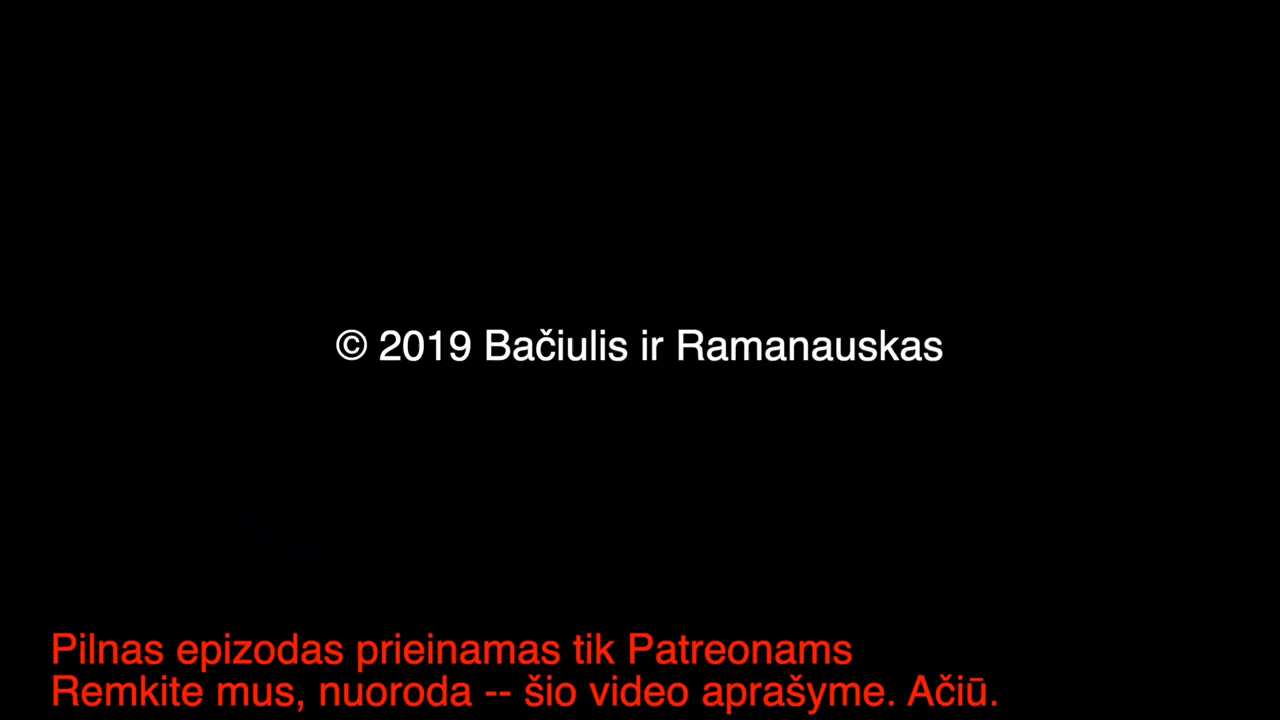 © 2019 Bačiulis ir Ramanauskas
Pilnas epizodas prieinamas tik Patreonams
Remkite mus, nuoroda -- šio video aprašyme. Ačiū.